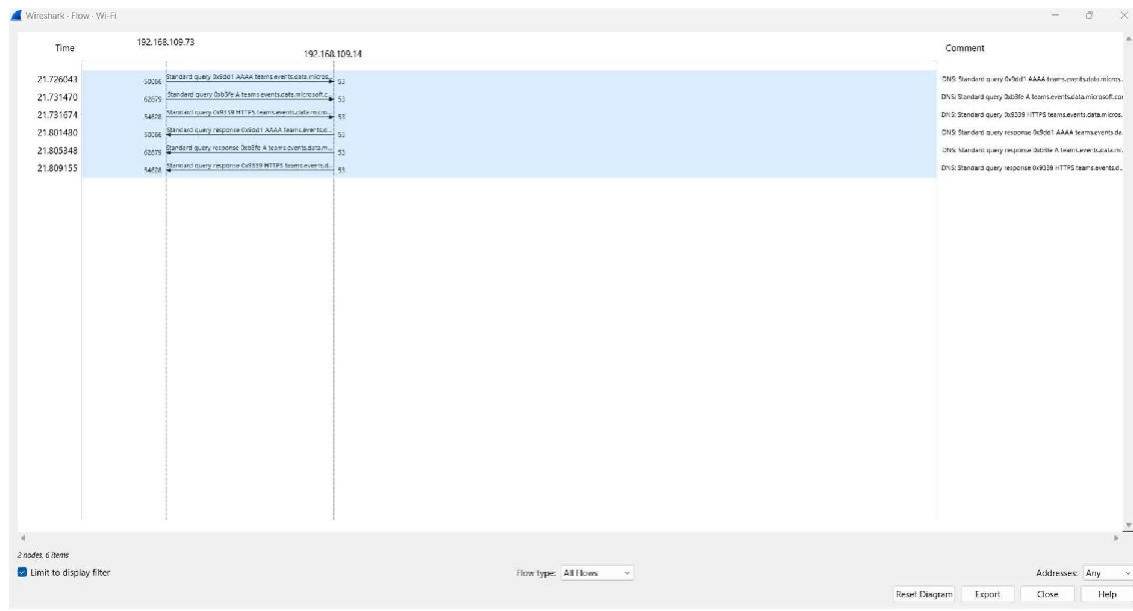 Wireshark · Flow · Wi-Fi
Time
192.168.109.73
192.168.109.14
Comment
21.726043
50066 Standard query 0x9dd1 AAAA teams.events.data.micros... 53
DNS: Standard query 0x9dd1 AAAA teams.events.data.micros...
21.731470
62879 Standard query 0xb3fe A teams.events.data.microsoft.c... 53
DNS: Standard query 0xb3fe A teams.events.data.microsoft.com
21.731674
54628 Standard query 0x9339 HTTPS teams.events.data.micro... 53
DNS: Standard query 0x9339 HTTPS teams.events.data.micros...
21.801480
50066 Standard query response 0x9dd1 AAAA teams.events.d... 53
DNS: Standard query response 0x9dd1 AAAA teams.events.da
21.805348
62879 Standard query response 0xb3fe A teams.events.data.m... 53
DNS: Standard query response 0xb3fe A teams.events.data.m...
21.809155
54628 Standard query response 0x9339 HTTPS teams.events.d... 53
DNS: Standard query response 0x9339 HTTPS teams.events.d...
2 nodes, 6 items
Limit to display filter
Flow type: All Flows
Addresses: Any
Reset Diagram
Export
Close
Help